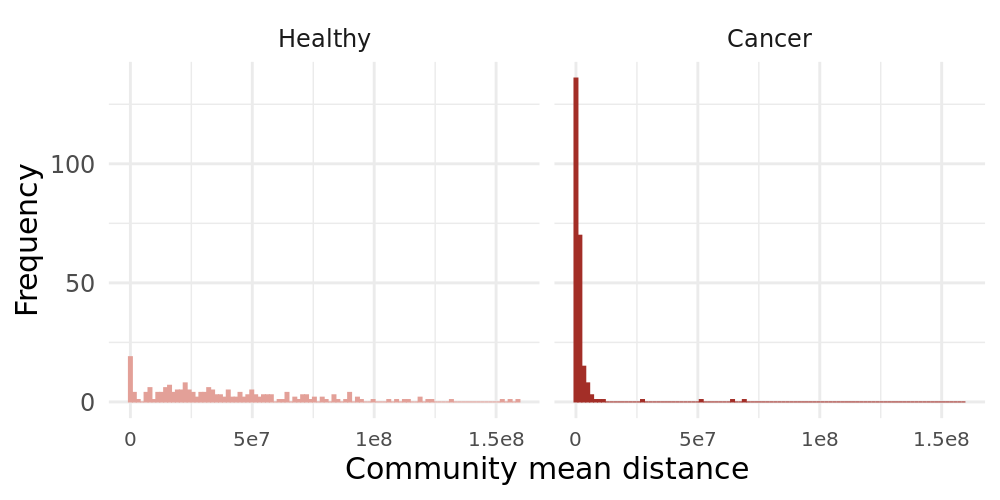 Healthy
Cancer
Frequency
100
50
0
0
5e7
1e8
1.5e8
0
5e7
1e8
1.5e8
Community mean distance